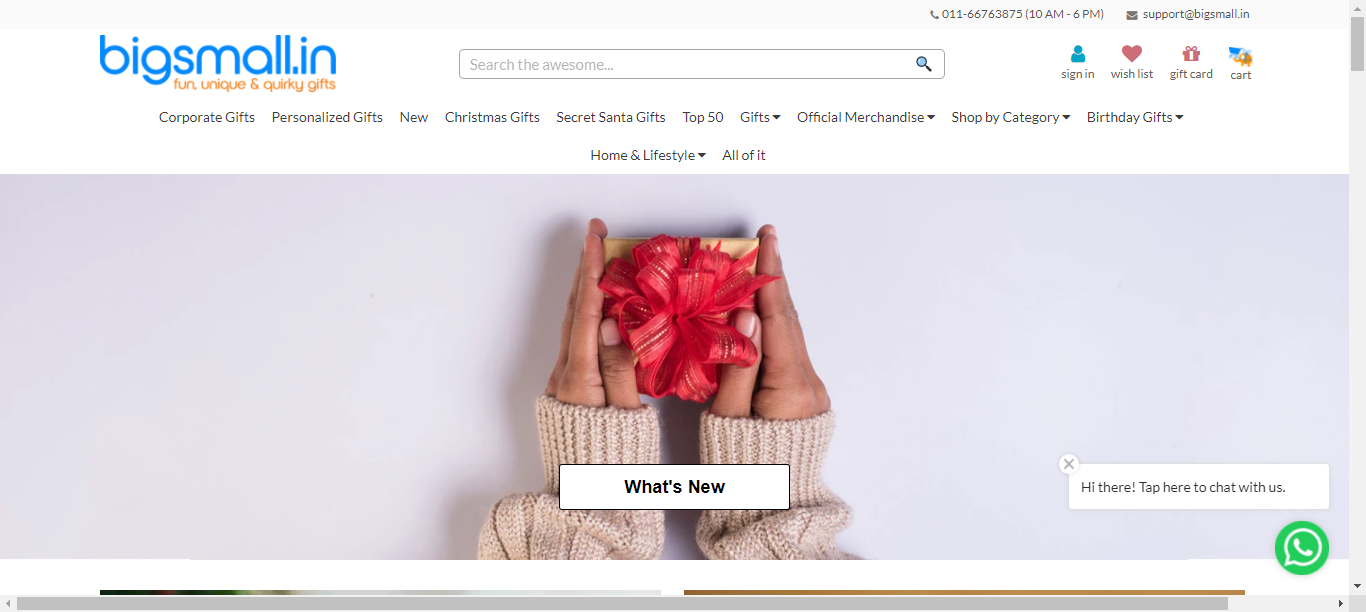 011-66763875 (10 AM - 6 PM) support@bigsmall.in
bigsmall.in
fun, unique & quirky gifts
Search the awesome...
sign in wish list gift card cart
Corporate Gifts Personalized Gifts New Christmas Gifts Secret Santa Gifts Top 50 Gifts Official Merchandise Shop by Category Birthday Gifts
Home & Lifestyle All of it
What's New
Hi there! Tap here to chat with us.